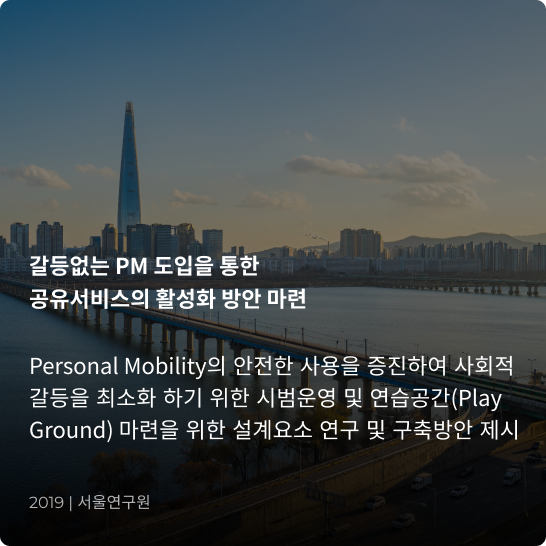 갈등없는 PM 도입을 통한
공유서비스의 활성화 방안 마련
Personal Mobility의 안전한 사용을 증진하여 사회적
갈등을 최소화 하기 위한 시범운영 및 연습공간(Play
Ground) 마련을 위한 설계요소 연구 및 구축방안 제시
2019 | 서울연구원